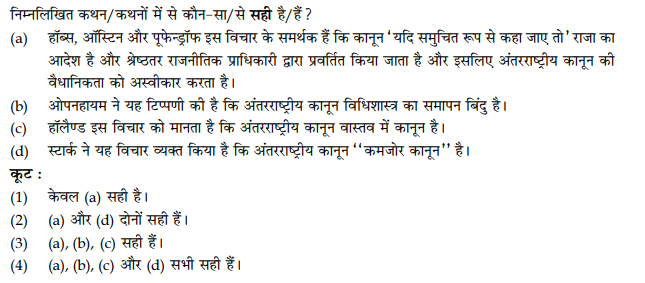 निम्नलिखित कथन/कथनों में से कौन-सा/से सही है/हैं ?
(a) हॉब्स, ऑस्टिन और पूफेन्ड्रॉफ इस विचार के समर्थक हैं कि कानून ‘यदि समुचित रूप से कहा जाए तो’ राजा का
आदेश है और श्रेष्ठतर राजनीतिक प्राधिकारी द्वारा प्रवर्तित किया जाता है और इसलिए अंतरराष्ट्रीय कानून की
वैधानिकता को अस्वीकार करता है।
(b) ओपनहायम ने यह टिप्पणी की है कि अंतरराष्ट्रीय कानून विधिशास्त्र का समापन बिंदु है।
(c) हॉलैण्ड इस विचार को मानता है कि अंतरराष्ट्रीय कानून वास्तव में कानून है।
(d) स्टार्क ने यह विचार व्यक्त किया है कि अंतरराष्ट्रीय कानून ‘‘कमजोर कानून’’ है।
कूट :
(1) केवल (a) सही है।
(2) (a) और (d) दोनों सही हैं।
(3) (a), (b), (c) सही हैं।
(4) (a), (b), (c) और (d) सभी सही हैं।